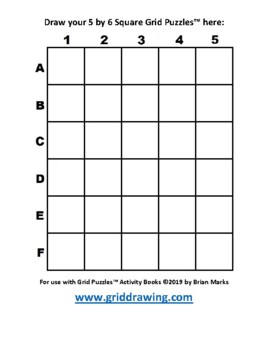 Draw your 5 by 6 Square Grid Puzzles™ here:
1 2 3 4 5
A
B
C
D
E
F
For use with Grid Puzzles™ Activity Books ©2019 by Brian Marks
www.griddrawing.com